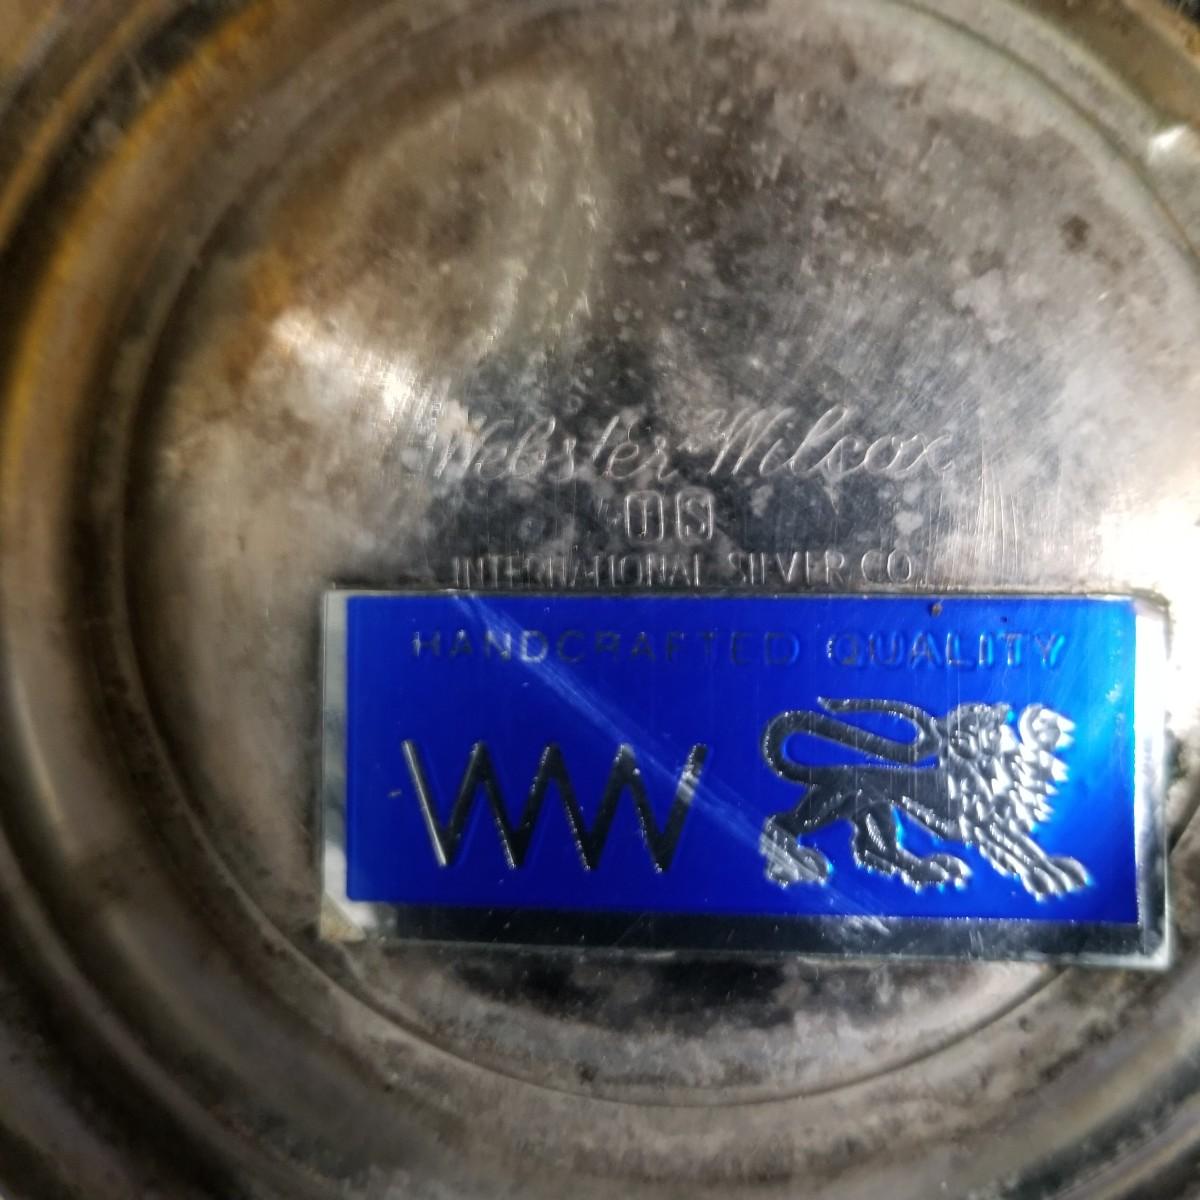 Webster Wilcox
IS
INTERNATIONAL SILVER CO.
HANDCRAFTED QUALITY
WW